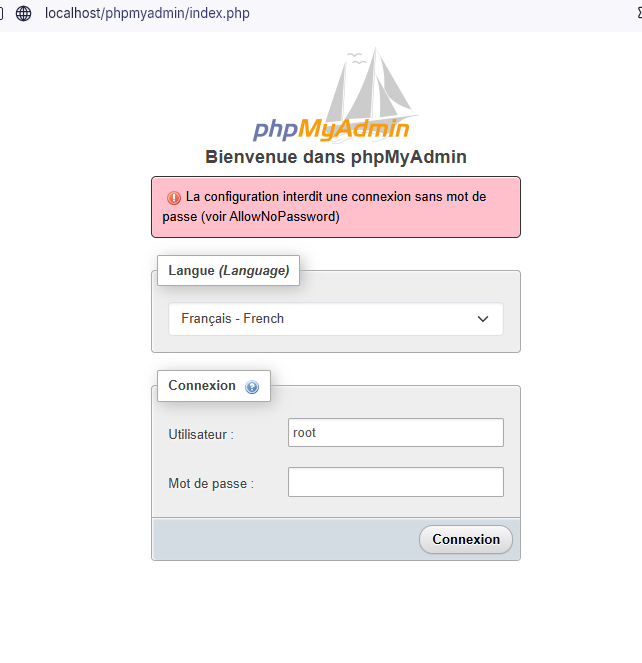 localhost/phpmyadmin/index.php
phpMyAdmin
Bienvenue dans phpMyAdmin
La configuration interdit une connexion sans mot de
passe (voir AllowNoPassword)
Langue (Language)
Français - French
Connexion
Utilisateur :
root
Mot de passe :
Connexion